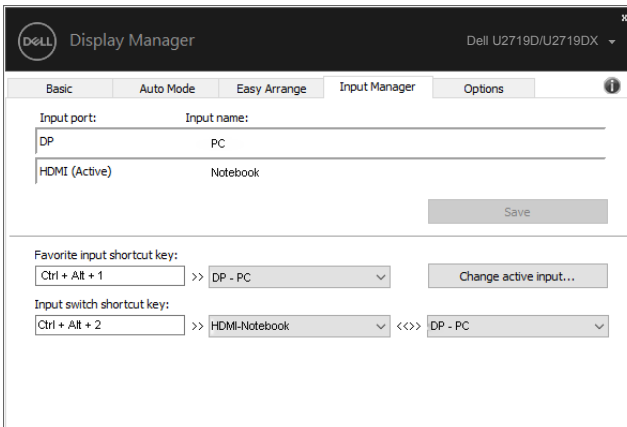 DELL Display Manager Dell U2719D/U2719DX
x
Basic Auto Mode Easy Arrange Input Manager Options i
Input port: Input name:
DP PC
HDMI (Active) Notebook
Save
Favorite input shortcut key:
Ctrl + Alt + 1 >> DP - PC Change active input...
Input switch shortcut key:
Ctrl + Alt + 2 >> HDMI-Notebook <<>> DP - PC